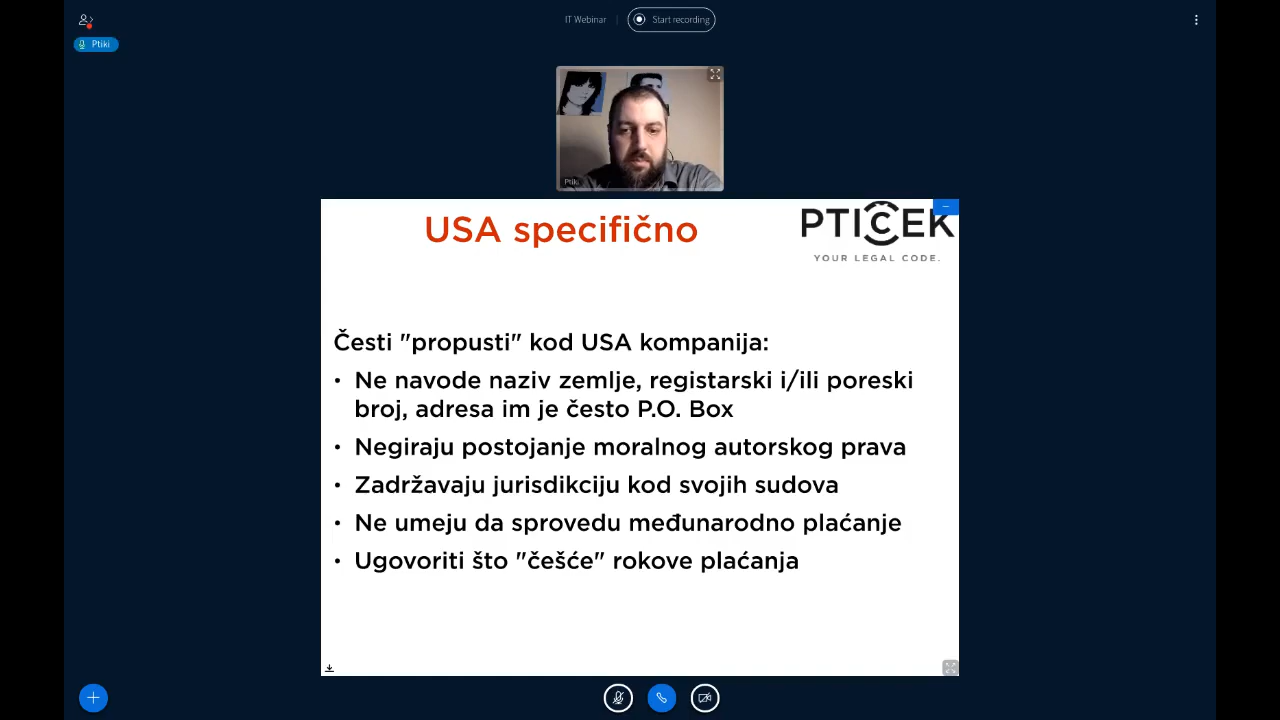 IT Webinar
Start recording
Ptiki
Ptiki
USA specifično
PTIČEK
YOUR LEGAL CODE.
Česti "propusti" kod USA kompanija:
• Ne navode naziv zemlje, registarski i/ili poreski
broj, adresa im je često P.O. Box
• Negiraju postojanje moralnog autorskog prava
• Zadržavaju jurisdikciju kod svojih sudova
• Ne umeju da sprovedu međunarodno plaćanje
• Ugovoriti što "češće" rokove plaćanja